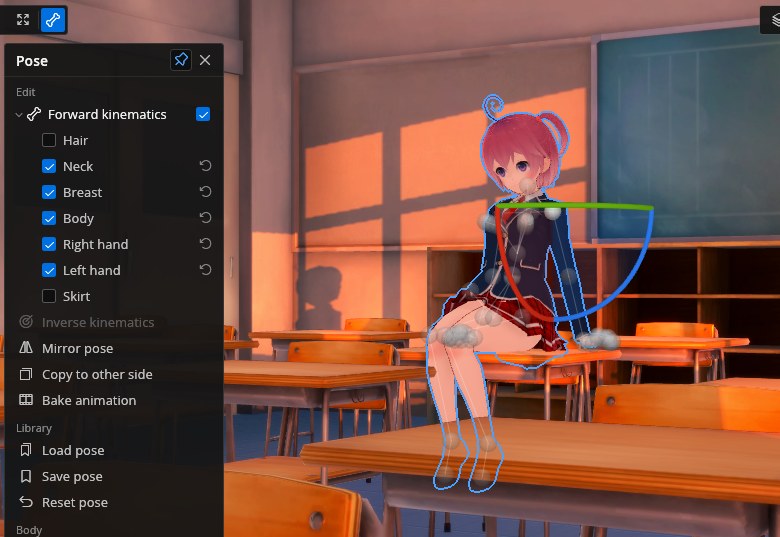 Pose
Edit
Forward kinematics
Hair
Neck
Breast
Body
Right hand
Left hand
Skirt
Inverse kinematics
Mirror pose
Copy to other side
Bake animation
Library
Load pose
Save pose
Reset pose
Body